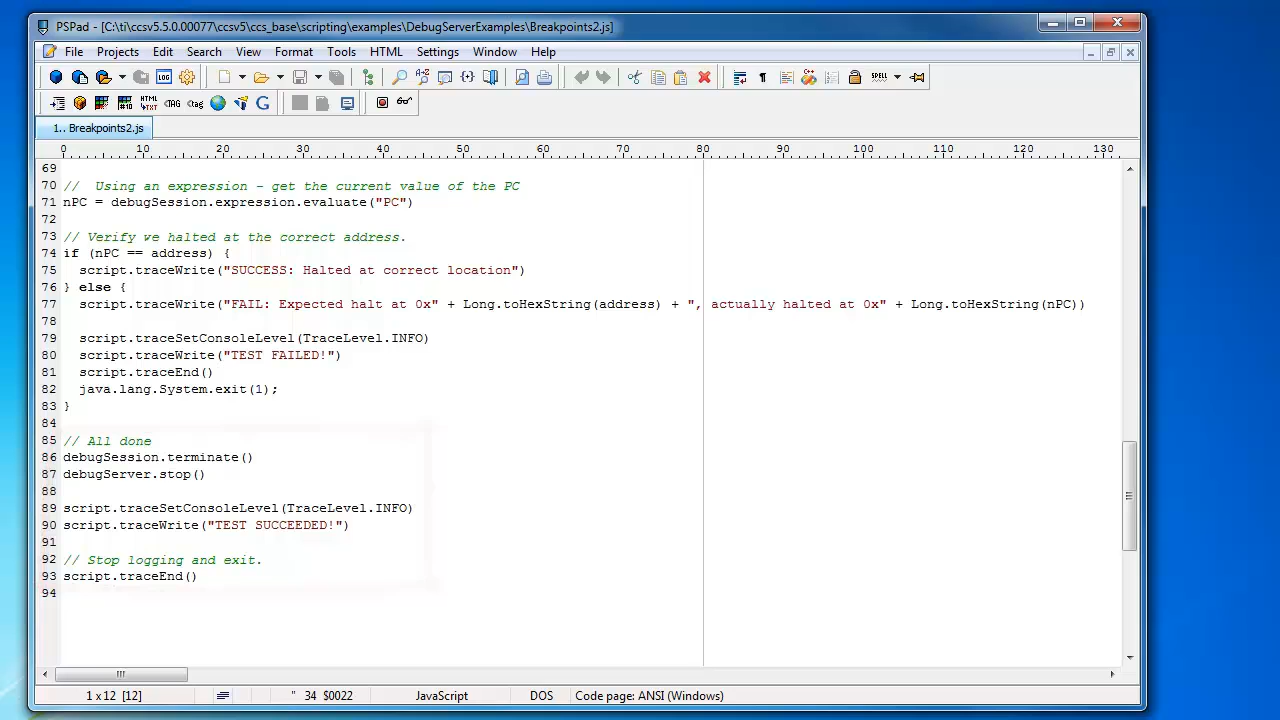 PSPad - [C:\ti\ccsv5.5.0.00077\ccsv5\ccs_base\scripting\examples\DebugServerExamples\Breakpoints2.js]
File Projects Edit Search View Format Tools HTML Settings Window Help
LOG SPELL
HTML TXT TAG tag G
1.. Breakpoints2.js
0 10 20 30 40 50 60 70 80 90 100 110 120 130
69
70 //  Using an expression - get the current value of the PC
71 nPC = debugSession.expression.evaluate("PC")
72
73 // Verify we halted at the correct address.
74 if (nPC == address) {
75   script.traceWrite("SUCCESS: Halted at correct location")
76 } else {
77   script.traceWrite("FAIL: Expected halt at 0x" + Long.toHexString(address) + ", actually halted at 0x" + Long.toHexString(nPC))
78
79   script.traceSetConsoleLevel(TraceLevel.INFO)
80   script.traceWrite("TEST FAILED!")
81   script.traceEnd()
82   java.lang.System.exit(1);
83 }
84
85 // All done
86 debugSession.terminate()
87 debugServer.stop()
88
89 script.traceSetConsoleLevel(TraceLevel.INFO)
90 script.traceWrite("TEST SUCCEEDED!")
91
92 // Stop logging and exit.
93 script.traceEnd()
94
1 x 12 [12] " 34 $0022 JavaScript DOS Code page: ANSI (Windows)